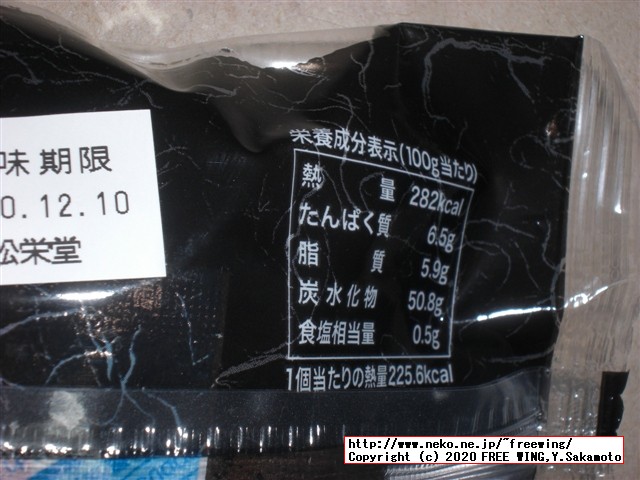 味期限
0.12.10
松栄堂
栄養成分表示(100g当たり)
熱量 282kcal
たんぱく質 6.5g
脂質 5.9g
炭水化物 50.8g
食塩相当量 0.5g
1個当たりの熱量225.6kcal
http://www.neko.ne.jp/~freewing/
Copyright (c) 2020 FREE WING,Y.Sakamoto